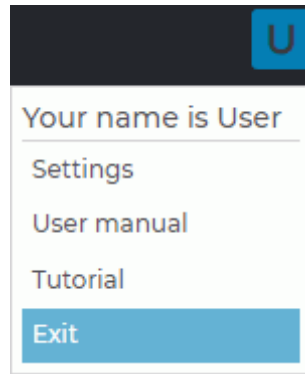 U
Your name is User
Settings
User manual
Tutorial
Exit